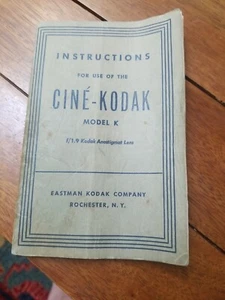 INSTRUCTIONS
FOR USE OF THE
CINÉ-KODAK
MODEL K
f/1.9 Kodak Anastigmat Lens
EASTMAN KODAK COMPANY
ROCHESTER, N. Y.